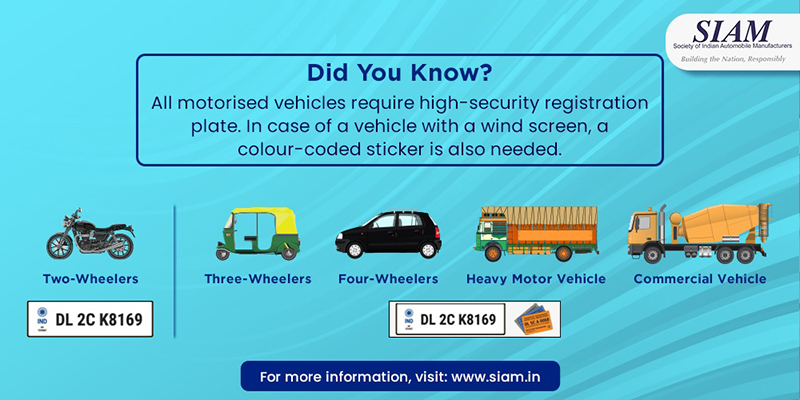 SIAM
Society of Indian Automobile Manufacturers
Building the Nation, Responsibly
Did You Know?
All motorised vehicles require high-security registration
plate. In case of a vehicle with a wind screen, a
colour-coded sticker is also needed.
Two-Wheelers
Three-Wheelers
Four-Wheelers
Heavy Motor Vehicle
Commercial Vehicle
IND
DL 2C K8169
IND
DL 2C K8169
For more information, visit: www.siam.in